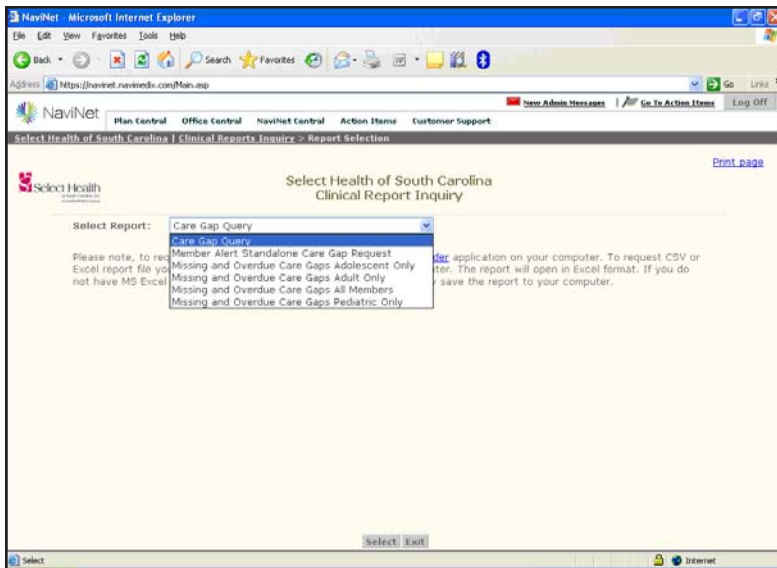 NaviNet - Microsoft Internet Explorer
File Edit View Favorites Tools Help
Back Search Favorites
Address https://navinet.navimedix.com/Main.asp Go Links
NaviNet
New Admin Messages | Go To Action Items Log Off
Plan Central Office Central NaviNet Central Action Items Customer Support
Select Health of South Carolina | Clinical Reports Inquiry > Report Selection
Print page
Select Health
Select Health of South Carolina
Clinical Report Inquiry
Select Report: Care Gap Query
Care Gap Query
Member Alert Standalone Care Gap Request
Missing and Overdue Care Gaps Adolescent Only
Missing and Overdue Care Gaps Adult Only
Missing and Overdue Care Gaps All Members
Missing and Overdue Care Gaps Pediatric Only
Please note, to req der application on your computer. To request CSV or
Excel report file yo ter. The report will open in Excel format. If you do
not have MS Excel save the report to your computer.
Select Exit
Select Internet